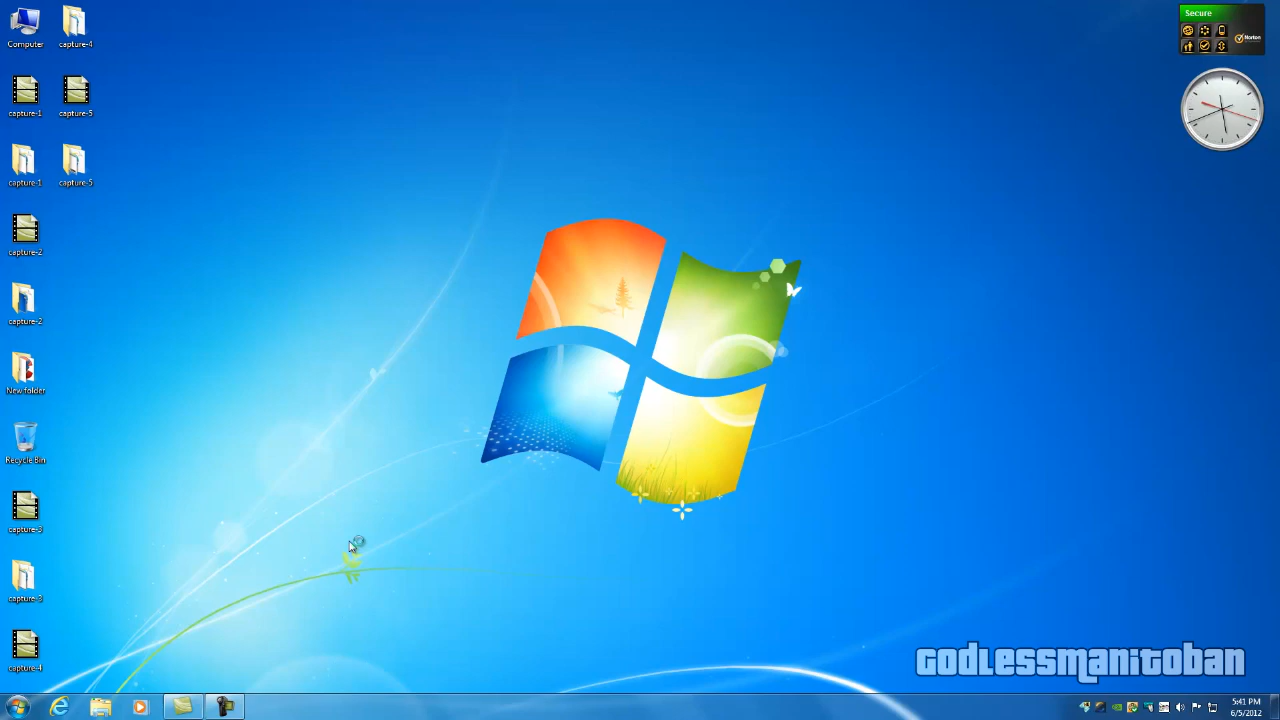 Computer
capture-4
capture-1
capture-5
capture-1
capture-5
capture-2
capture-2
New folder
Recycle Bin
capture-3
capture-3
capture-4
Secure
Norton
GODLESSMANITOBAN
5:41 PM
6/5/2012